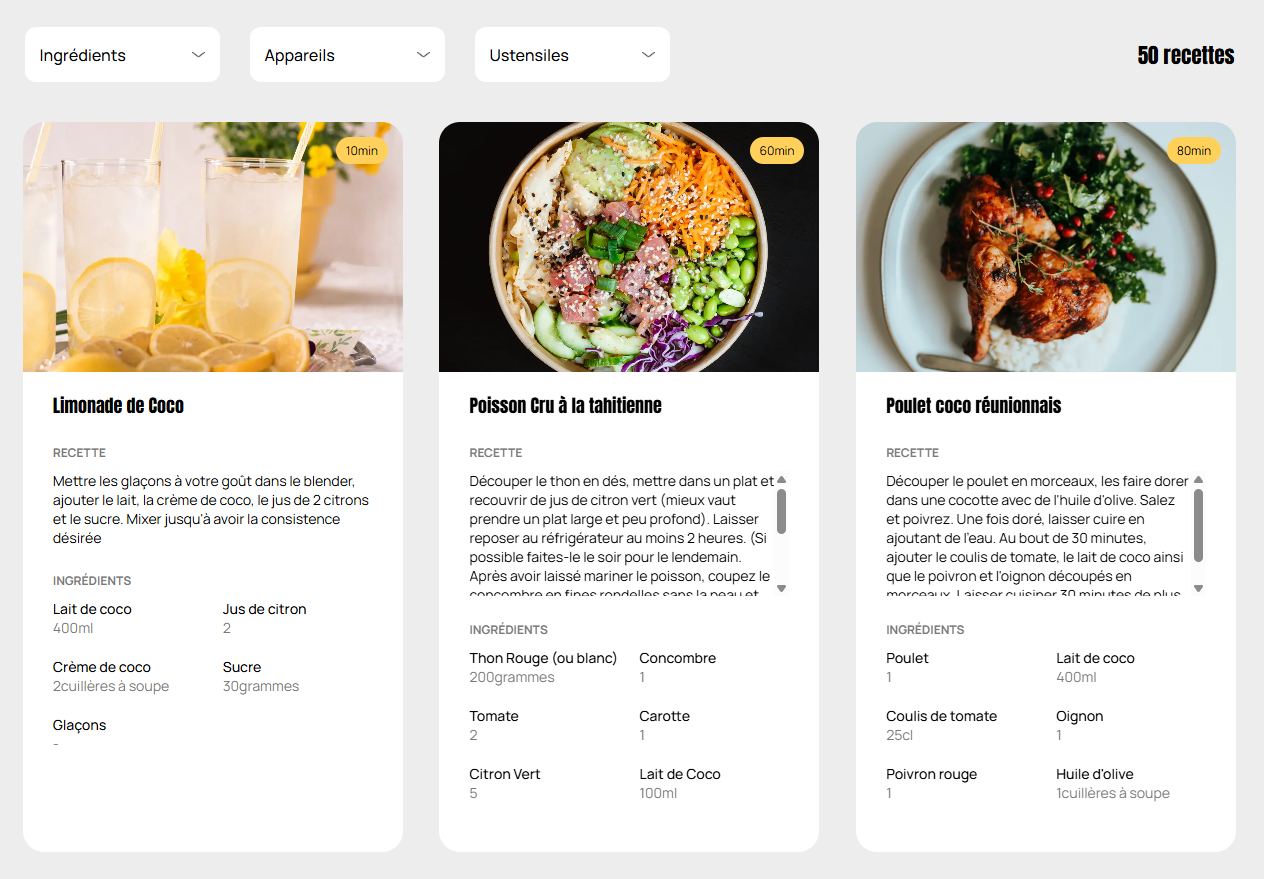 Ingrédients
Appareils
Ustensiles
50 recettes
10min
Limonade de Coco
RECETTE
Mettre les glaçons à votre goût dans le blender,
ajouter le lait, la crème de coco, le jus de 2 citrons
et le sucre. Mixer jusqu'à avoir la consistence
désirée
INGRÉDIENTS
Lait de coco
400ml
Jus de citron
2
Crème de coco
2cuillères à soupe
Sucre
30grammes
Glaçons
-
60min
Poisson Cru à la tahitienne
RECETTE
Découper le thon en dés, mettre dans un plat et
recouvrir de jus de citron vert (mieux vaut
prendre un plat large et peu profond). Laisser
reposer au réfrigérateur au moins 2 heures. (Si
possible faites-le soir pour le lendemain.
Après avoir laissé mariner le poisson, coupez le
concombre en fines rondelles sans la peau et
INGRÉDIENTS
Thon Rouge (ou blanc)
200grammes
Concombre
1
Tomate
2
Carotte
1
Citron Vert
5
Lait de Coco
100ml
80min
Poulet coco réunionnais
RECETTE
Découper le poulet en morceaux, les faire dorer
dans une cocotte avec de l'huile d'olive. Salez
et poivrez. Une fois doré, laisser cuire en
ajoutant de l'eau. Au bout de 30 minutes,
ajouter le coulis de tomate, le lait de coco ainsi
que le poivron et l'oignon découpés en
morceaux. Laisser cuisiner 30 minutes de plus
INGRÉDIENTS
Poulet
1
Lait de coco
400ml
Coulis de tomate
25cl
Oignon
1
Poivron rouge
1
Huile d'olive
1cuillères à soupe